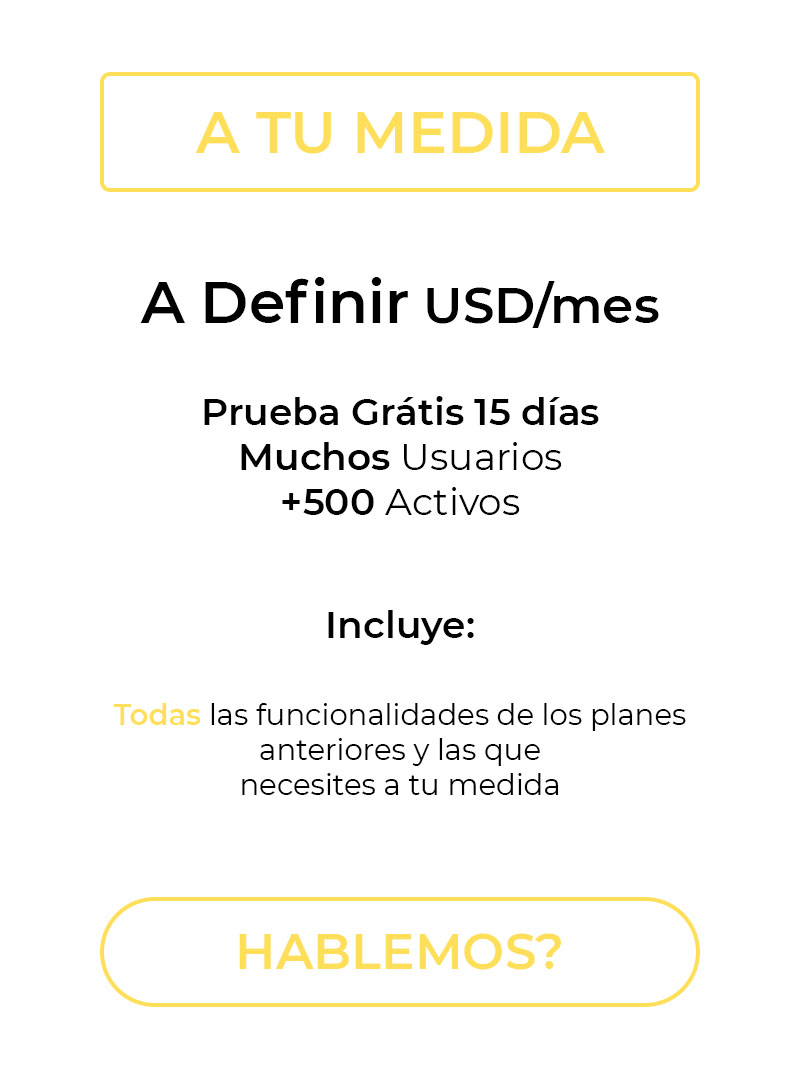 A TU MEDIDA
A Definir USD/mes
Prueba Grátis 15 días
Muchos Usuarios
+500 Activos
Incluye:
Todas las funcionalidades de los planes
anteriores y las que
necesites a tu medida
HABLEMOS?